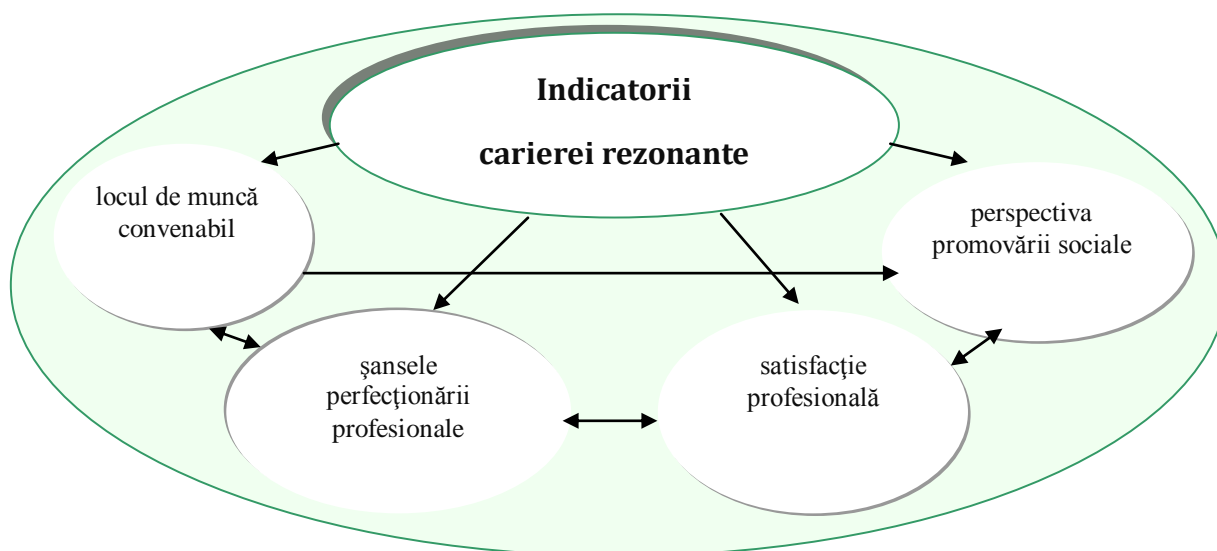 Indicatorii
carierei rezonante
locul de muncă
convenabil
perspectiva
promovării sociale
şansele
perfecţionării
profesionale
satisfacţie
profesională